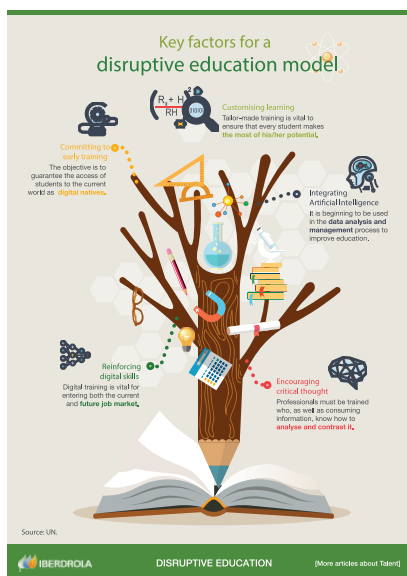 Key factors for a
disruptive education model
R2 + H
RH
2
0101
Customising learning
Tailor-made training is vital to
ensure that every student makes
the most of his/her potential.
Committing to
early training
The objective is to
guarantee the access of
students to the current
world as digital natives.
Integrating
Artificial Intelligence
It is beginning to be used
in the data analysis and
management process to
improve education.
Reinforcing
digital skills
Digital training is vital for
entering both the current
and future job market.
Encouraging
critical thought
Professionals must be trained
who, as well as consuming
information, know how to
analyse and contrast it.
Source: UN.
IBERDROLA
DISRUPTIVE EDUCATION
[More articles about Talent]